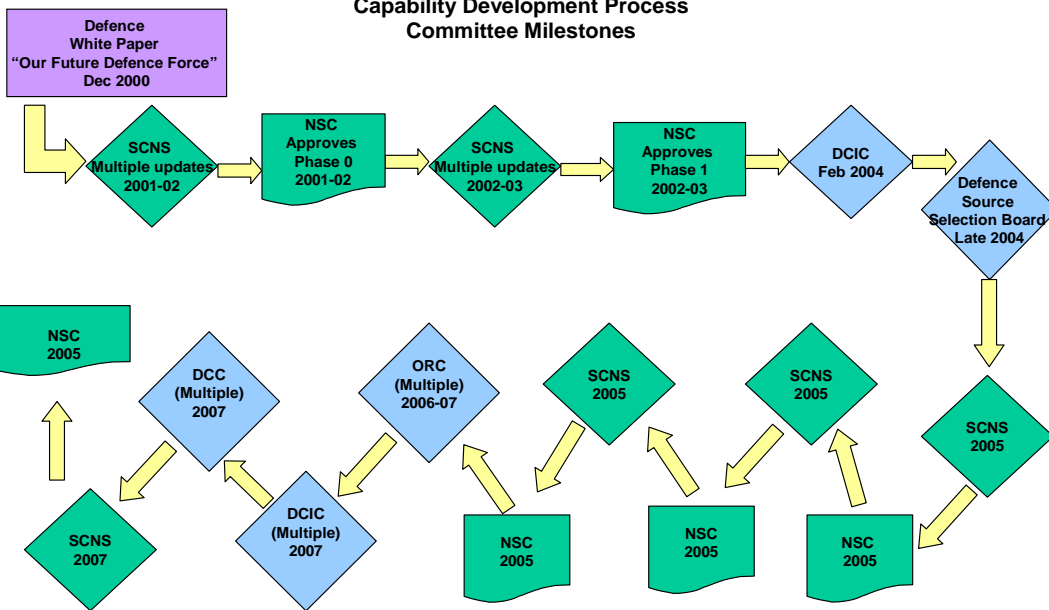 Capability Development Process
Committee Milestones
Defence
White Paper
“Our Future Defence Force”
Dec 2000
SCNS
Multiple updates
2001-02
NSC
Approves
Phase 0
2001-02
SCNS
Multiple updates
2002-03
NSC
Approves
Phase 1
2002-03
DCIC
Feb 2004
Defence
Source
Selection Board
Late 2004
SCNS
2005
NSC
2005
SCNS
2005
NSC
2005
SCNS
2005
NSC
2005
ORC
(Multiple)
2006-07
DCIC
(Multiple)
2007
DCC
(Multiple)
2007
SCNS
2007
NSC
2005